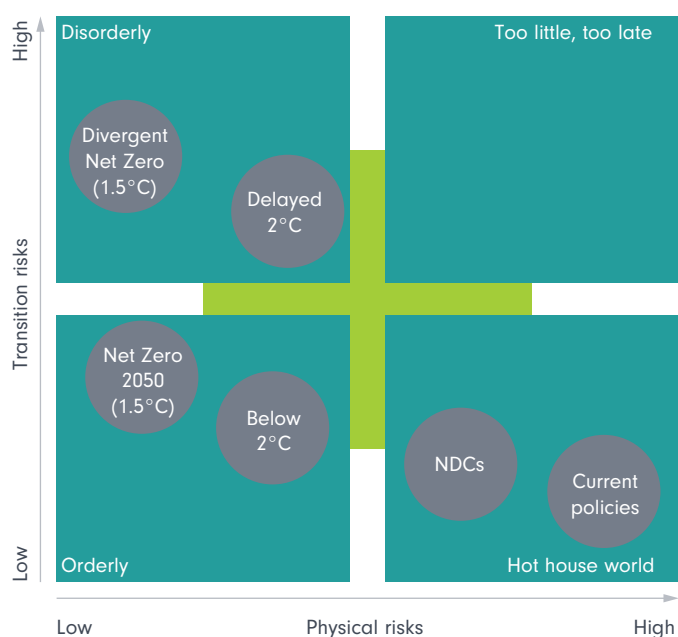 High
Disorderly
Too little, too late
Divergent
Net Zero
(1.5°C)
Delayed
2°C
Transition risks
Net Zero
2050
(1.5°C)
Below
2°C
NDCs
Current
policies
Low
Orderly
Hot house world
Low
Physical risks
High